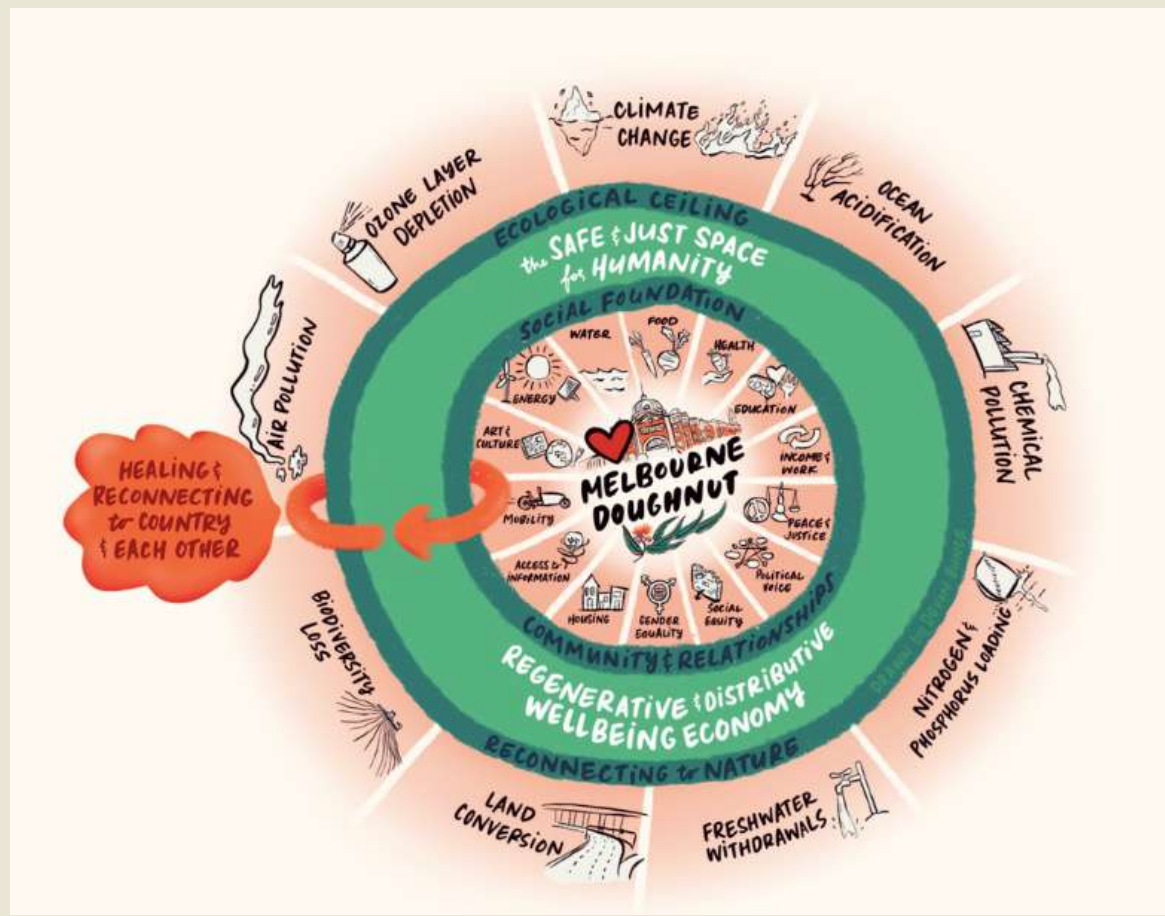 CLIMATE
CHANGE
OCEAN
ACIDIFICATION
CHEMICAL
POLLUTION
NITROGEN &
PHOSPHORUS LOADING
FRESHWATER
WITHDRAWALS
LAND
CONVERSION
BIODIVERSITY
LOSS
AIR POLLUTION
OZONE LAYER
DEPLETION
HEALING &
RECONNECTING
to COUNTRY
& EACH OTHER
ECOLOGICAL CEILING
the SAFE & JUST SPACE
for HUMANITY
SOCIAL FOUNDATION
WATER
FOOD
HEALTH
EDUCATION
INCOME &
WORK
PEACE &
JUSTICE
POLITICAL
VOICE
SOCIAL
EQUITY
GENDER
EQUALITY
HOUSING
ACCESS to
INFORMATION
MOBILITY
ART &
CULTURE
ENERGY
MELBOURNE
DOUGHNUT
COMMUNITY & RELATIONSHIPS
REGENERATIVE & DISTRIBUTIVE
WELLBEING ECONOMY
RECONNECTING to NATURE